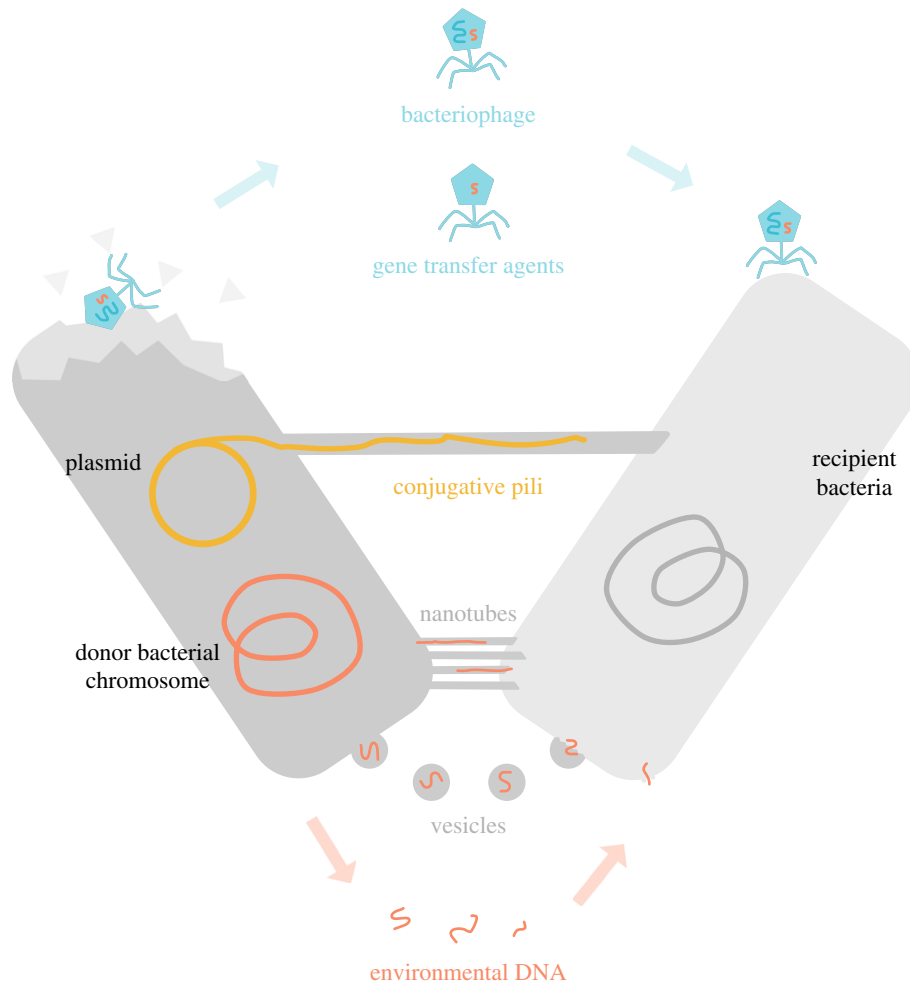 bacteriophage
gene transfer agents
plasmid
conjugative pili
recipient
bacteria
nanotubes
donor bacterial
chromosome
vesicles
environmental DNA